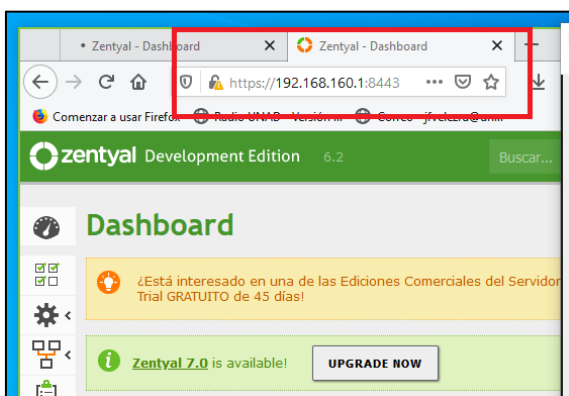 • Zentyal - Dashboard
Zentyal - Dashboard
https://192.168.160.1:8443
Comenzar a usar Firefox
Radio UNAD - Versión ...
Correo -
zentyal Development Edition 6.2
Buscar...
Dashboard
¿Está interesado en una de las Ediciones Comerciales del Servidor
Trial GRATUITO de 45 días!
Zentyal 7.0 is available!
UPGRADE NOW